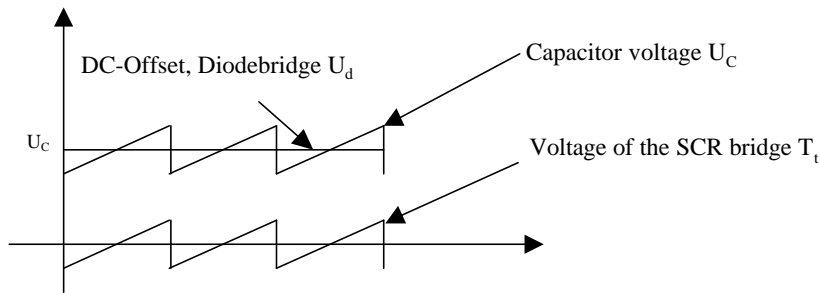 Capacitor voltage U_C
DC-Offset, Diodebridge U_d
U_C
Voltage of the SCR bridge T_t